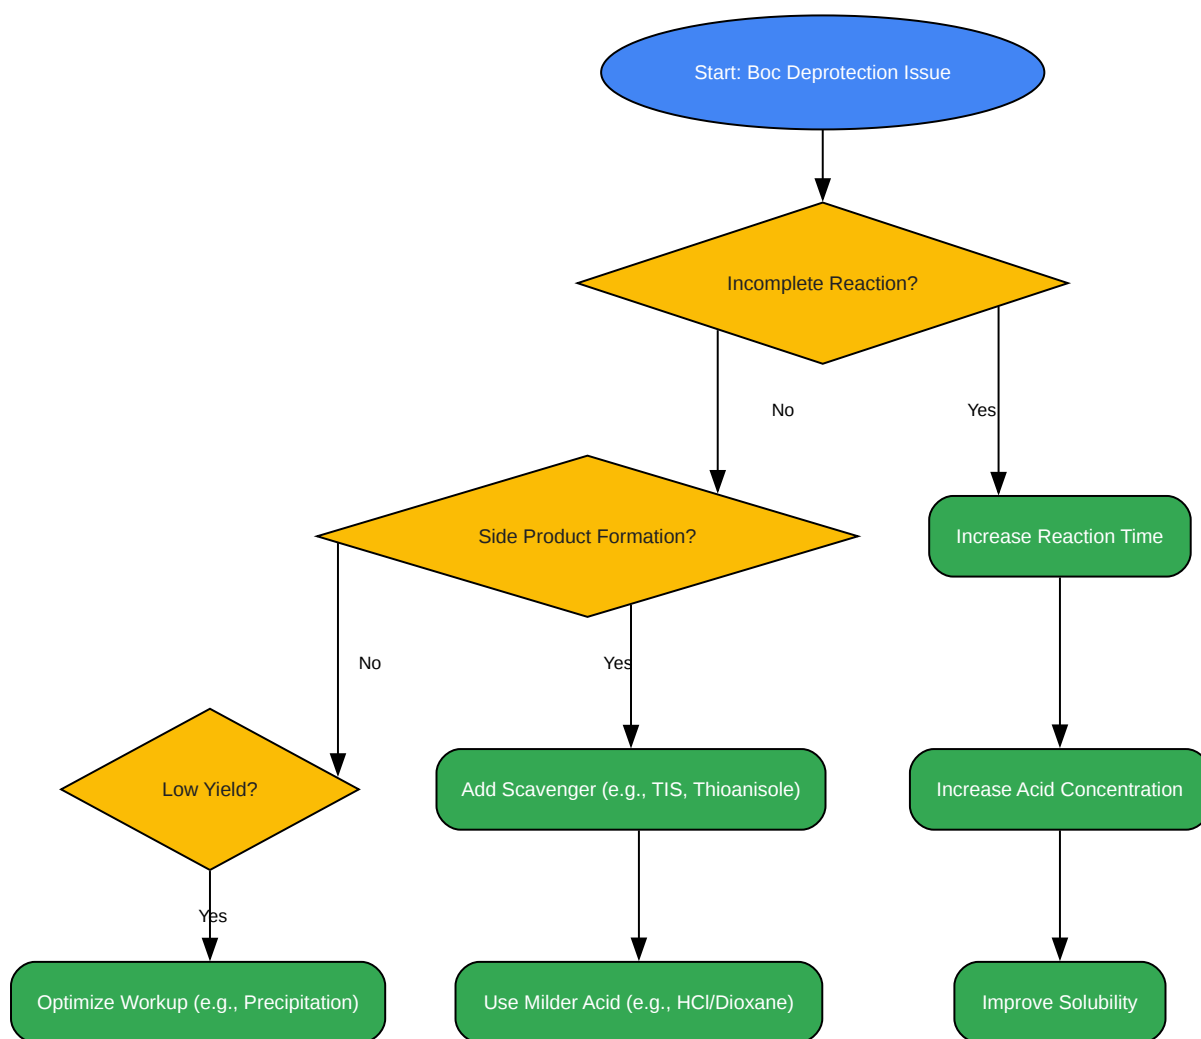 Start: Boc Deprotection Issue
Incomplete Reaction?
No
Yes
Side Product Formation?
Increase Reaction Time
No
Yes
Low Yield?
Add Scavenger (e.g., TIS, Thioanisole)
Increase Acid Concentration
Yes
Optimize Workup (e.g., Precipitation)
Use Milder Acid (e.g., HCl/Dioxane)
Improve Solubility